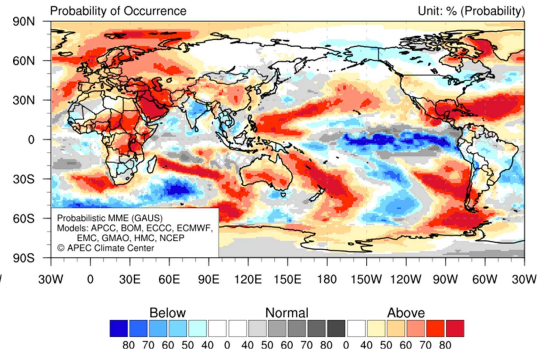 Probability of Occurrence Unit: % (Probability)
90N
60N
30N
0
30S
60S
90S
Probabilistic MME (GAUS)
Models: APCC, BOM, ECCC, ECMWF,
EMC, GMAO, HMC, NCEP
© APEC Climate Center
30W 0 30E 60E 90E 120E 150E 180 150W 120W 90W 60W 30W
Below Normal Above
80 70 60 50 40 0 40 50 60 70 80 0 40 50 60 70 80